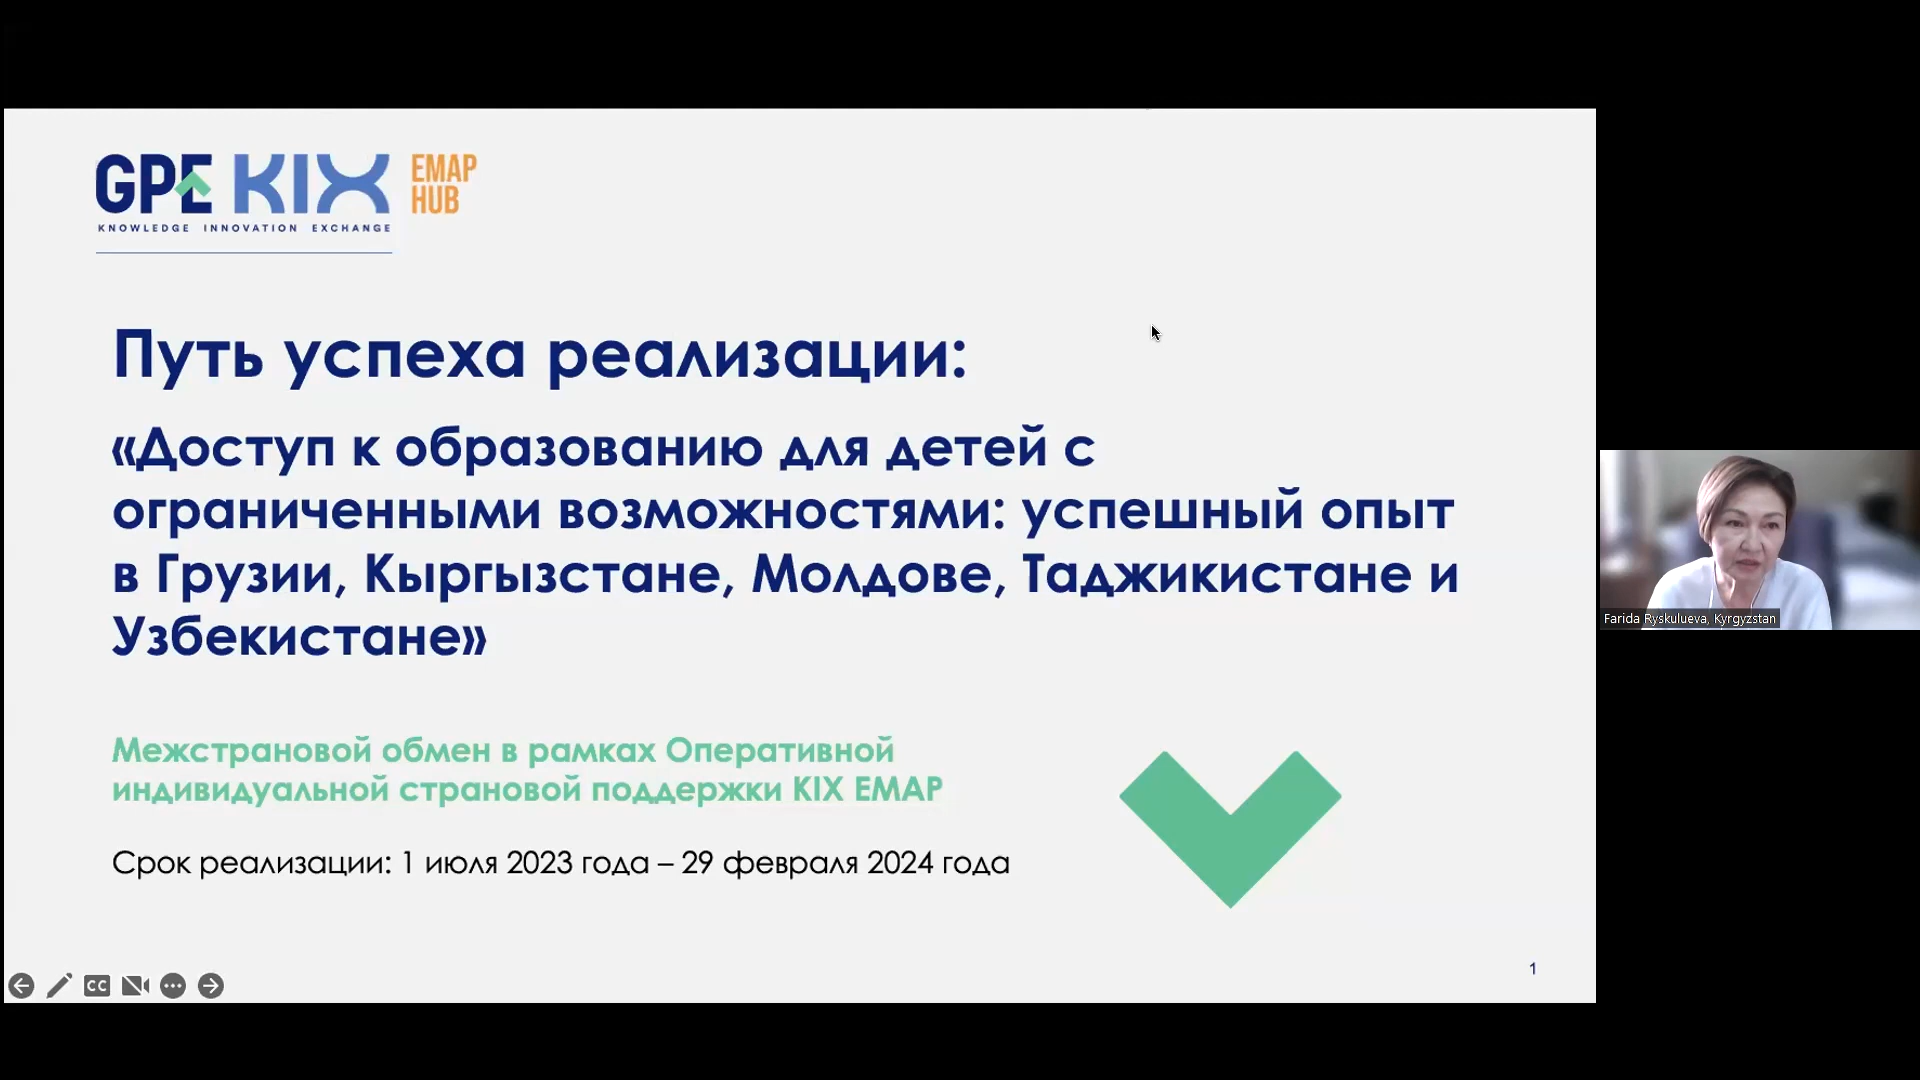 GPE KIX EMAP
HUB
KNOWLEDGE INNOVATION EXCHANGE
Путь успеха реализации:
«Доступ к образованию для детей с
ограниченными возможностями: успешный опыт
в Грузии, Кыргызстане, Молдове, Таджикистане и
Узбекистане»
Межстрановой обмен в рамках Оперативной
индивидуальной страновой поддержки KIX EMAP
Срок реализации: 1 июля 2023 года – 29 февраля 2024 года
1
CC
Farida Ryskulueva, Kyrgyzstan